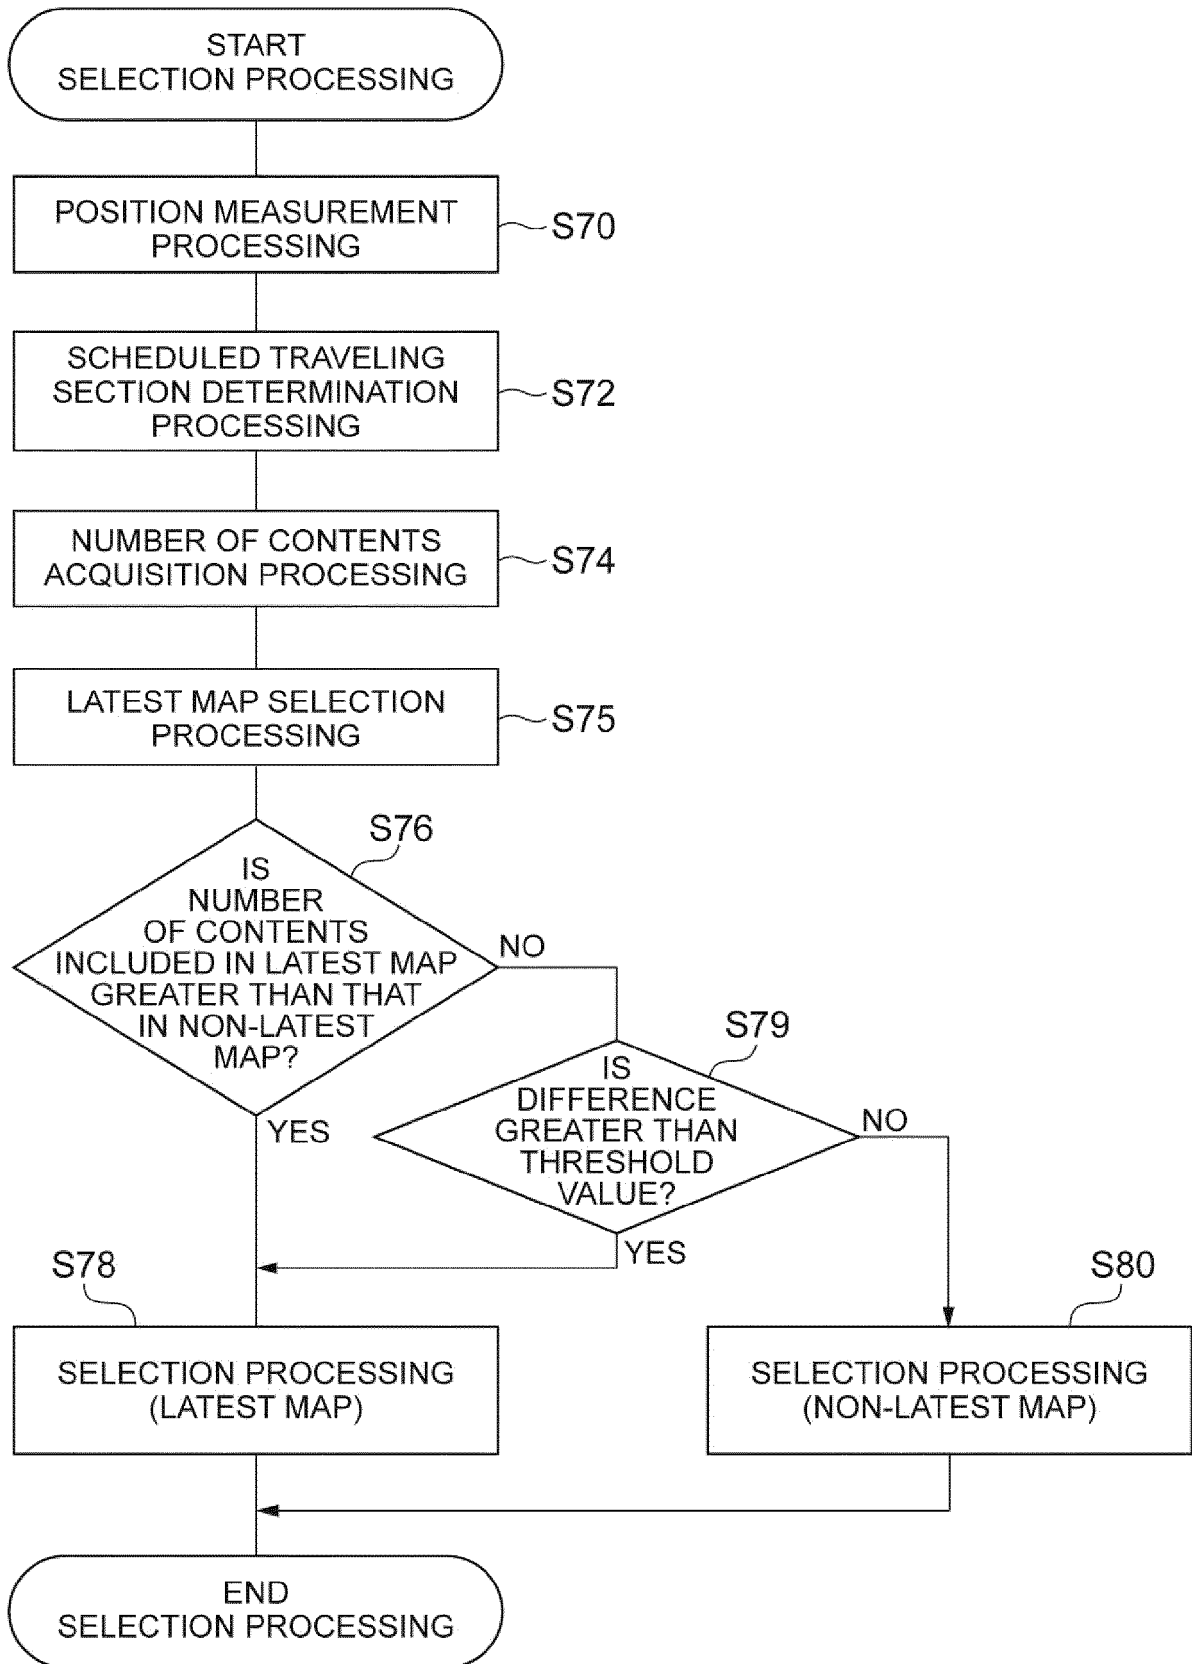 START
SELECTION PROCESSING
POSITION MEASUREMENT
PROCESSING
S70
SCHEDULED TRAVELING
SECTION DETERMINATION
PROCESSING
S72
NUMBER OF CONTENTS
ACQUISITION PROCESSING
S74
LATEST MAP SELECTION
PROCESSING
S75
S76
IS
NUMBER
OF CONTENTS
INCLUDED IN LATEST MAP
GREATER THAN THAT
IN NON-LATEST
MAP?
NO
YES
S79
IS
DIFFERENCE
GREATER THAN
THRESHOLD
VALUE?
NO
YES
S78
SELECTION PROCESSING
(LATEST MAP)
S80
SELECTION PROCESSING
(NON-LATEST MAP)
END
SELECTION PROCESSING